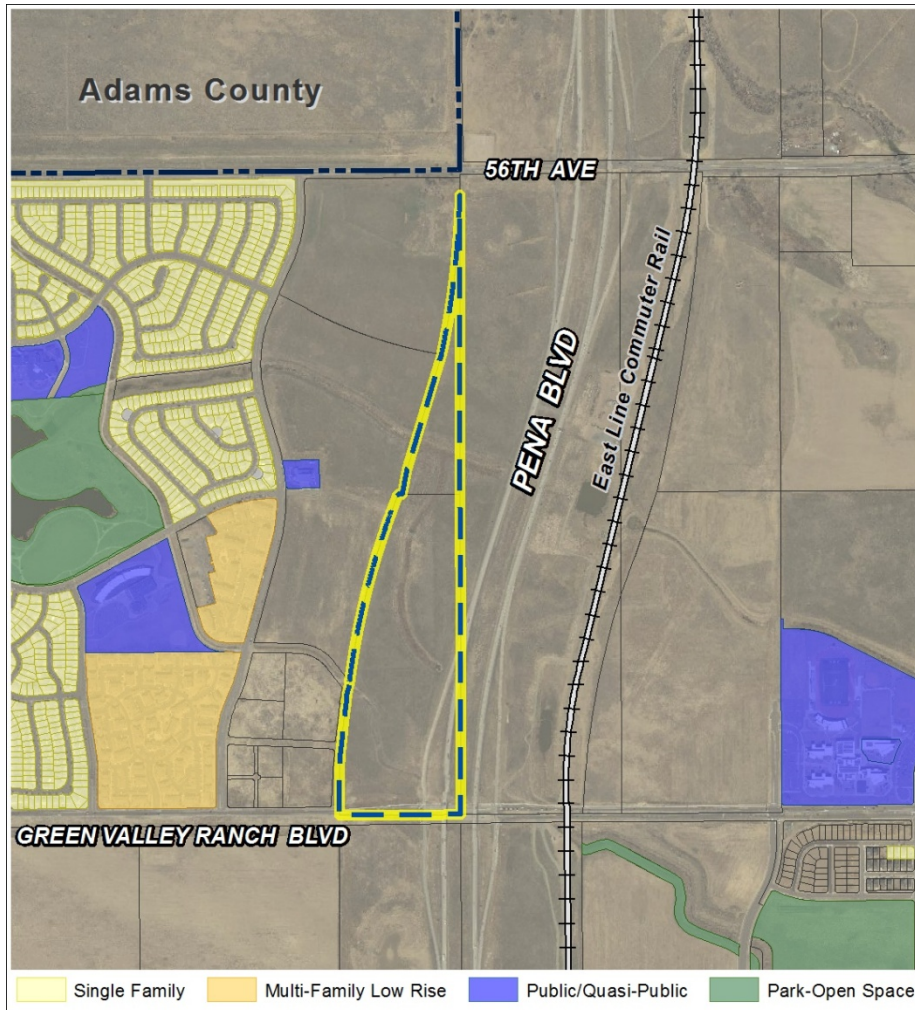 Adams County
56TH AVE
PENA BLVD
East Line Commuter Rail
GREEN VALLEY RANCH BLVD
Single Family
Multi-Family Low Rise
Public/Quasi-Public
Park-Open Space